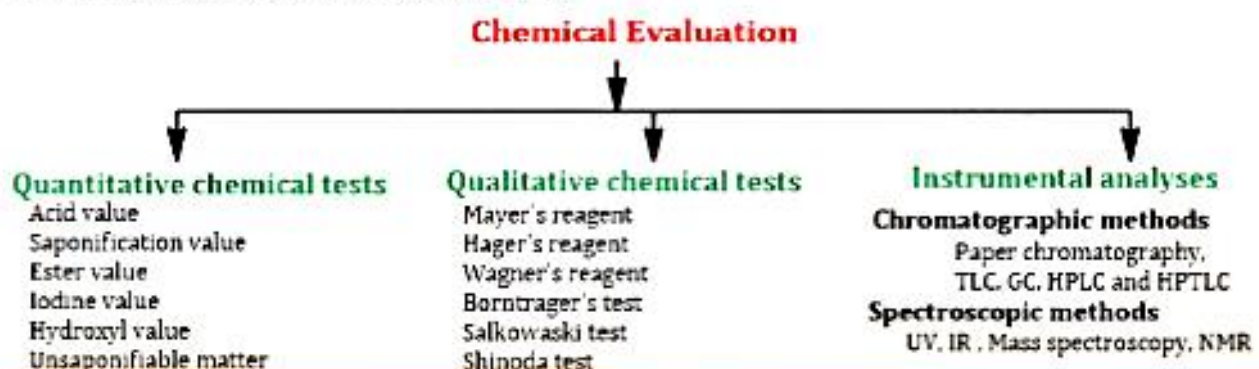 Chemical Evaluation
Quantitative chemical tests
Acid value
Saponification value
Ester value
Iodine value
Hydroxyl value
Unsaponifiable matter
Qualitative chemical tests
Mayer's reagent
Hager's reagent
Wagner's reagent
Borntrager's test
Salkowaski test
Shinoda test
Instrumental analyses
Chromatographic methods
Paper chromatography,
TLC, GC, HPLC and HPTLC
Spectroscopic methods
UV, IR , Mass spectroscopy, NMR